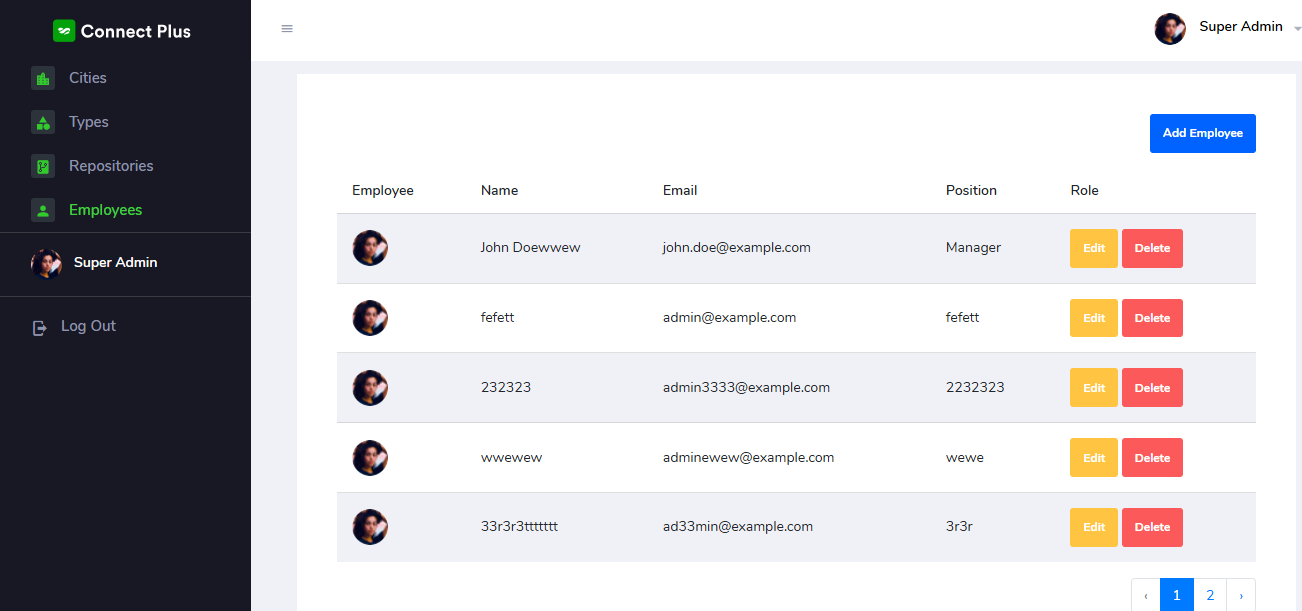 Connect Plus
Super Admin
Cities
Types
Repositories
Employees
Super Admin
Log Out
Add Employee
Employee Name Email Position Role
John Doewwew john.doe@example.com Manager Edit Delete
fefett admin@example.com fefett Edit Delete
232323 admin3333@example.com 2232323 Edit Delete
wwewew adminewew@example.com wewe Edit Delete
33r3r3ttttttt ad33min@example.com 3r3r Edit Delete
‹ 1 2 ›